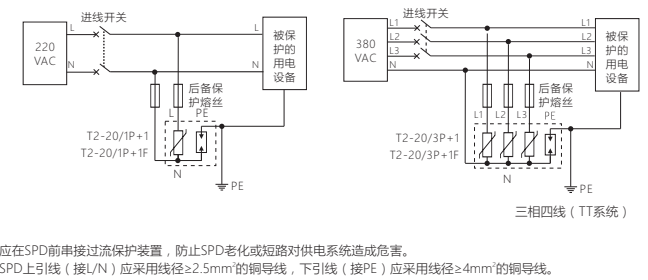 进线开关
220
VAC
L
L
N
N
被保
护的
用电
设备
后备保
护熔丝
L
PE
T2-20/1P+1
T2-20/1P+1F
N
PE
进线开关
380
VAC
L1
L2
L3
N
L1
L2
L3
N
被保
护的
用电
设备
后备保
护熔丝
L1 L2 L3 PE
T2-20/3P+1
T2-20/3P+1F
N
PE
三相四线（TT系统）
应在SPD前串接过流保护装置，防止SPD老化或短路对供电系统造成危害。
SPD上引线（接L/N）应采用线径≥2.5mm²的铜导线，下引线（接PE）应采用线径≥4mm²的铜导线。